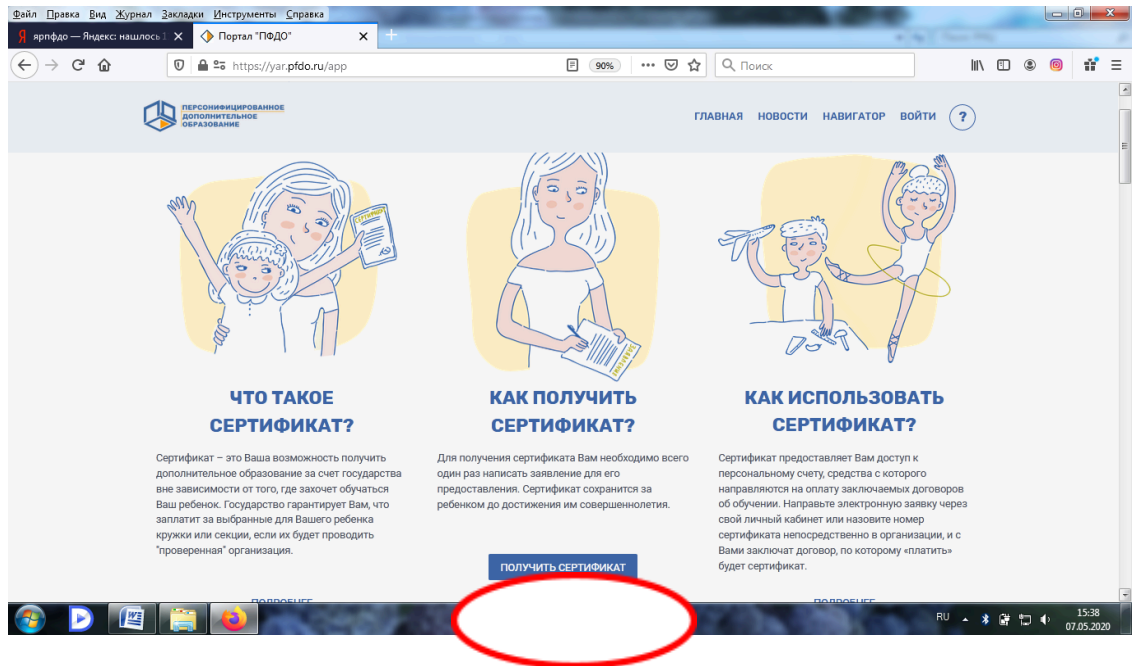 Файл Правка Вид Журнал Закладки Инструменты Справка
ярпфдо — Яндекс: нашлось 1
Портал "ПФДО"
https://yar.pfdo.ru/app
90%
Поиск
ПЕРСОНИФИЦИРОВАННОЕ
ДОПОЛНИТЕЛЬНОЕ
ОБРАЗОВАНИЕ
ГЛАВНАЯ НОВОСТИ НАВИГАТОР ВОЙТИ ?
ЧТО ТАКОЕ
СЕРТИФИКАТ?
Сертификат – это Ваша возможность получить
дополнительное образование за счет государства
вне зависимости от того, где захочет обучаться
Ваш ребенок. Государство гарантирует Вам, что
заплатит за выбранные для Вашего ребенка
кружки или секции, если их будет проводить
"проверенная" организация.
ПОДРОБНЕЕ
КАК ПОЛУЧИТЬ
СЕРТИФИКАТ?
Для получения сертификата Вам необходимо всего
один раз написать заявление для его
предоставления. Сертификат сохранится за
ребенком до достижения им совершеннолетия.
ПОЛУЧИТЬ СЕРТИФИКАТ
КАК ИСПОЛЬЗОВАТЬ
СЕРТИФИКАТ?
Сертификат предоставляет Вам доступ к
персональному счету, средства с которого
направляются на оплату заключаемых договоров
об обучении. Направьте электронную заявку через
свой личный кабинет или назовите номер
сертификата непосредственно в организации, и с
Вами заключат договор, по которому «платить»
будет сертификат.
ПОДРОБНЕЕ
RU
15:38
07.05.2020